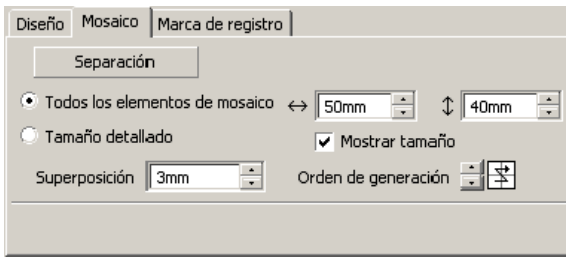 Diseño Mosaico Marca de registro
Separación
Todos los elementos de mosaico 50mm 40mm
Tamaño detallado Mostrar tamaño
Superposición 3mm Orden de generación